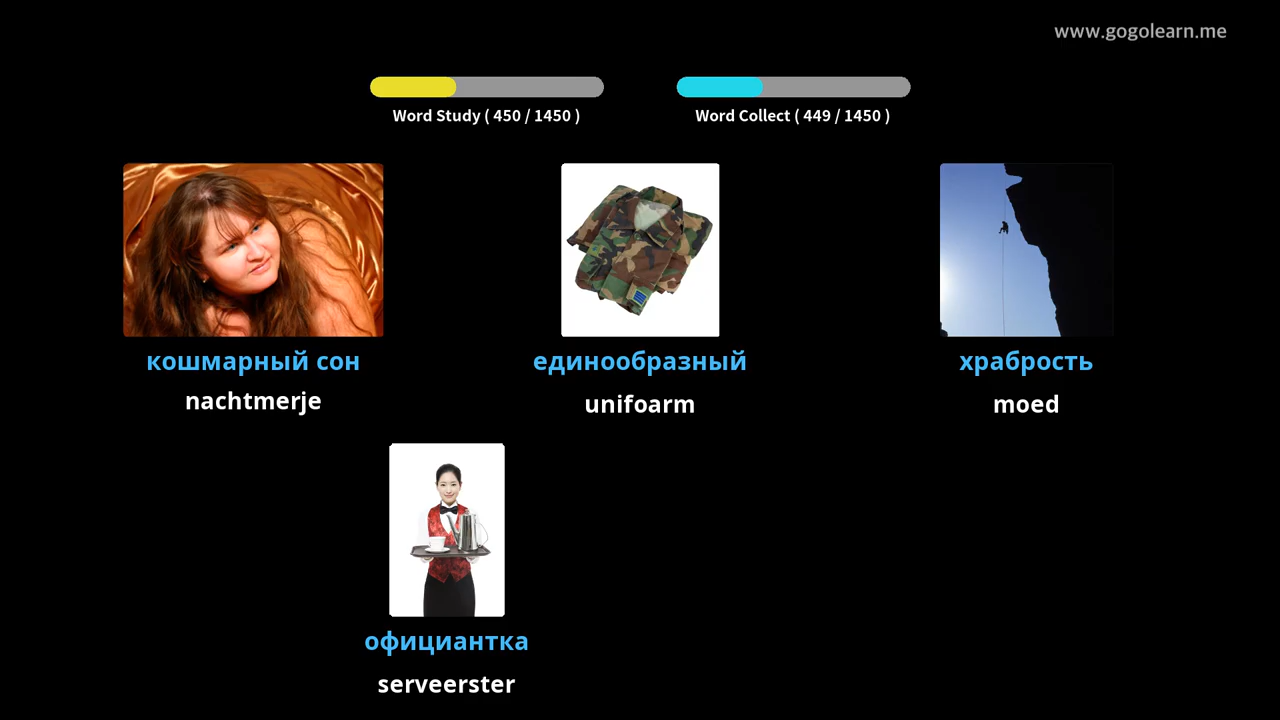 www.gogolearn.me
Word Study ( 450 / 1450 )
Word Collect ( 449 / 1450 )
кошмарный сон
nachtmerje
единообразный
unifoarm
храбрость
moed
официантка
serveerster